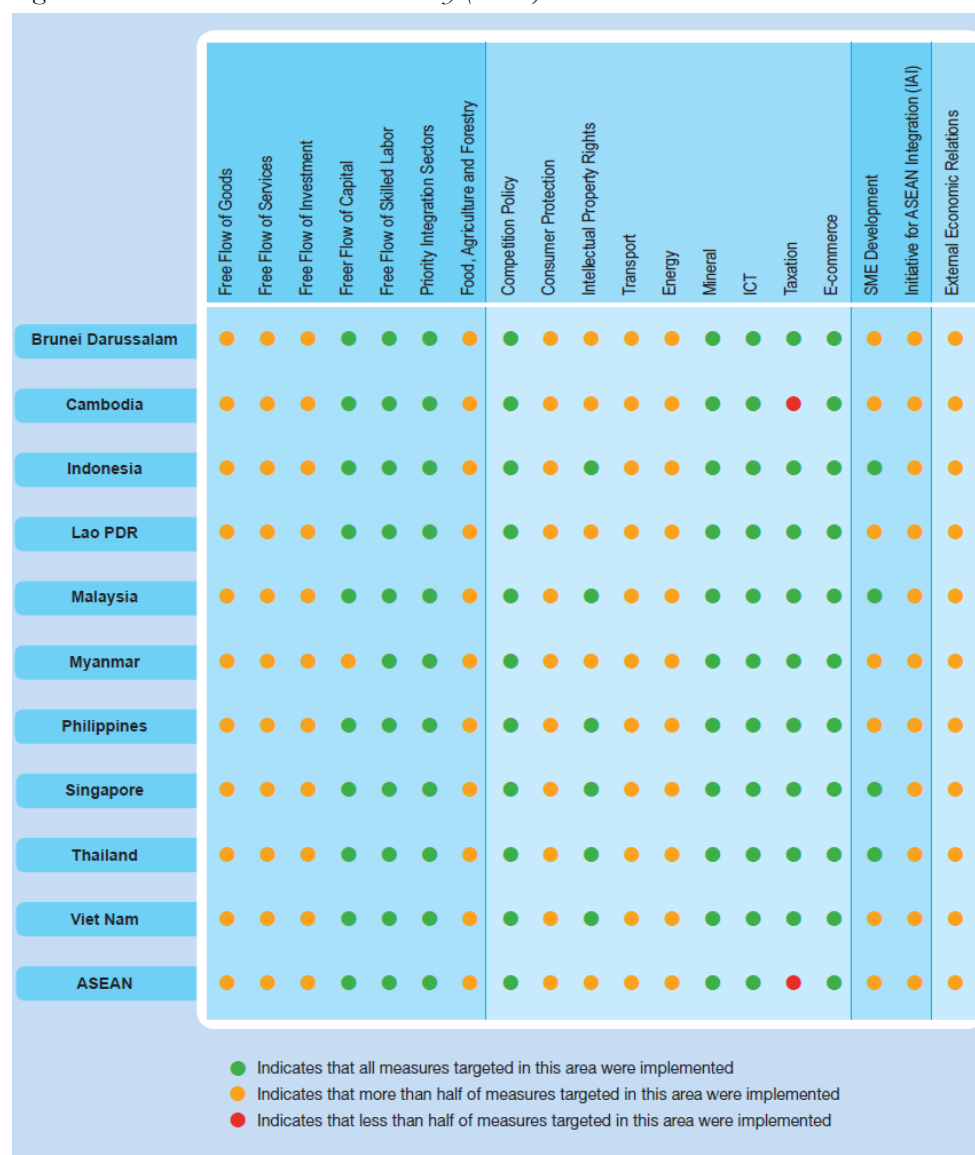 Free Flow of Goods
Free Flow of Services
Free Flow of Investment
Freer Flow of Capital
Free Flow of Skilled Labor
Priority Integration Sectors
Food, Agriculture and Forestry
Competition Policy
Consumer Protection
Intellectual Property Rights
Transport
Energy
Mineral
ICT
Taxation
E-commerce
SME Development
Initiative for ASEAN Integration (IAI)
External Economic Relations
Brunei Darussalam
Cambodia
Indonesia
Lao PDR
Malaysia
Myanmar
Philippines
Singapore
Thailand
Viet Nam
ASEAN
Indicates that all measures targeted in this area were implemented
Indicates that more than half of measures targeted in this area were implemented
Indicates that less than half of measures targeted in this area were implemented